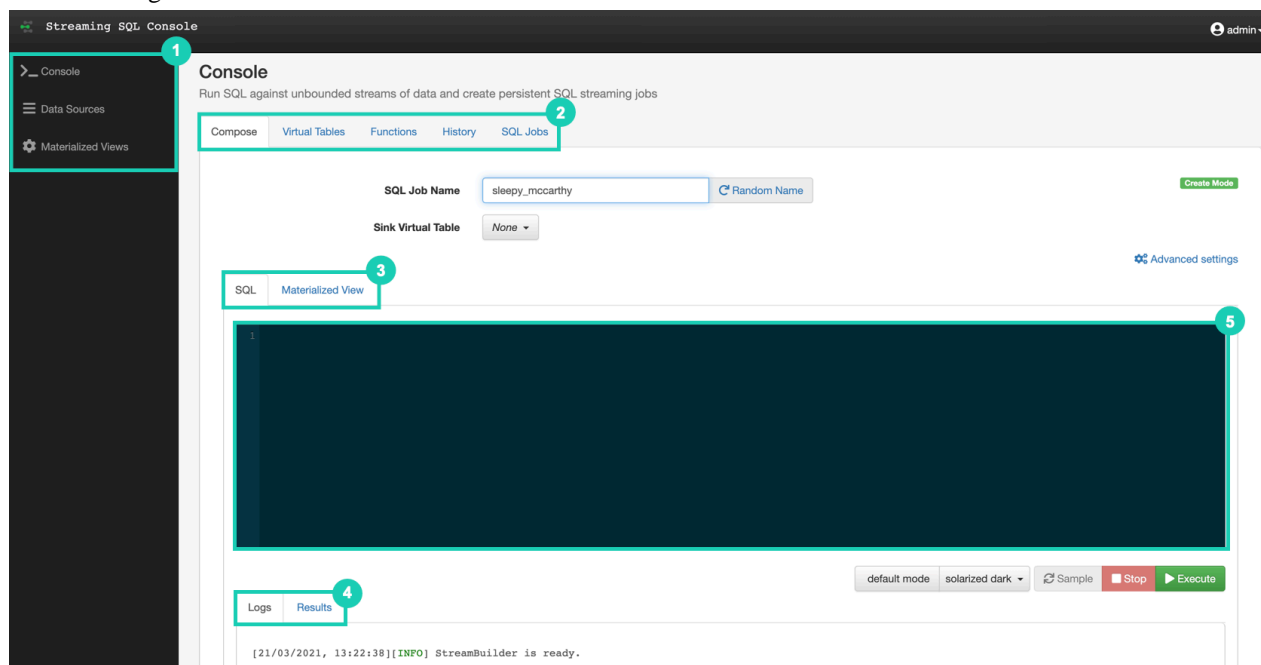 Streaming SQL Console
admin
1
Console
Data Sources
Materialized Views
Console
Run SQL against unbounded streams of data and create persistent SQL streaming jobs
2
Compose Virtual Tables Functions History SQL Jobs
SQL Job Name sleepy_mccarthy Random Name
Create Mode
Sink Virtual Table None
Advanced settings
3
SQL Materialized View
5
1
default mode solarized dark Sample Stop Execute
4
Logs Results
[21/03/2021, 13:22:38][INFO] StreamBuilder is ready.